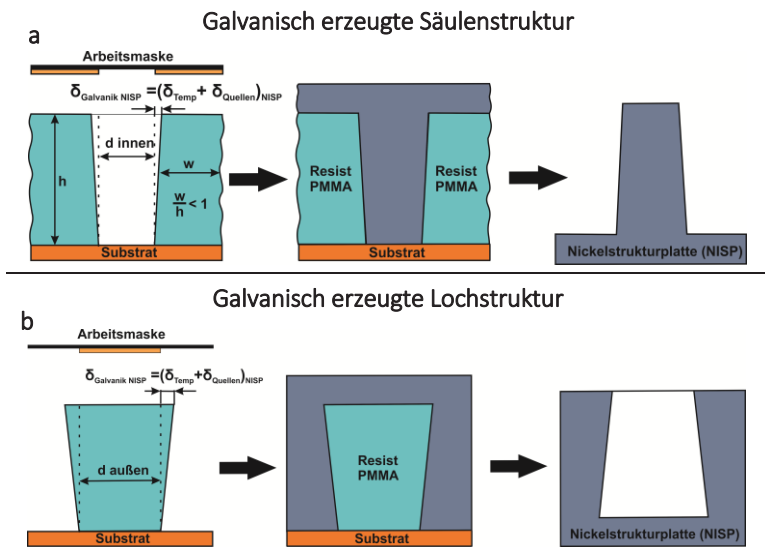 Galvanisch erzeugte Säulenstruktur
a
Arbeitsmaske
δGalvanik NISP =(δTemp+ δQuellen)NISP
d innen
w
h
w/h < 1
Substrat
Resist
PMMA
Resist
PMMA
Substrat
Nickelstrukturplatte (NISP)
Galvanisch erzeugte Lochstruktur
b
Arbeitsmaske
δGalvanik NISP =(δTemp+δQuellen)NISP
d außen
Substrat
Resist
PMMA
Substrat
Nickelstrukturplatte (NISP)